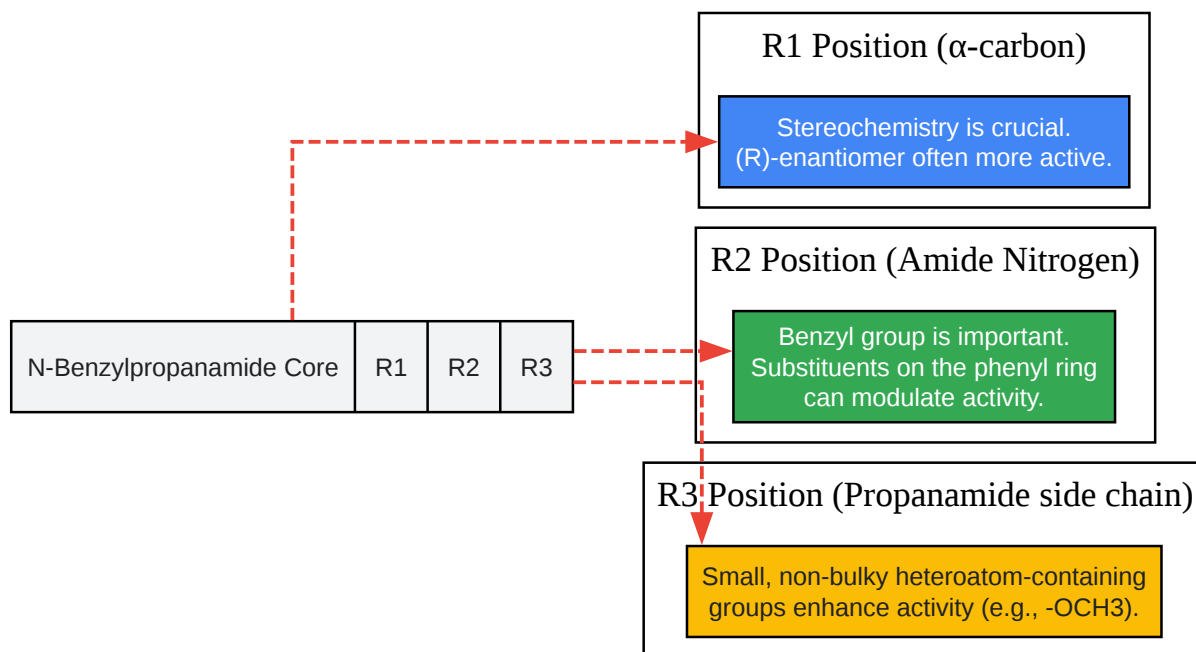 R1 Position (α-carbon)
Stereochemistry is crucial.
(R)-enantiomer often more active.
R2 Position (Amide Nitrogen)
Benzyl group is important.
Substituents on the phenyl ring
can modulate activity.
N-Benzylpropanamide Core
R1
R2
R3
R3 Position (Propanamide side chain)
Small, non-bulky heteroatom-containing
groups enhance activity (e.g., -OCH3).